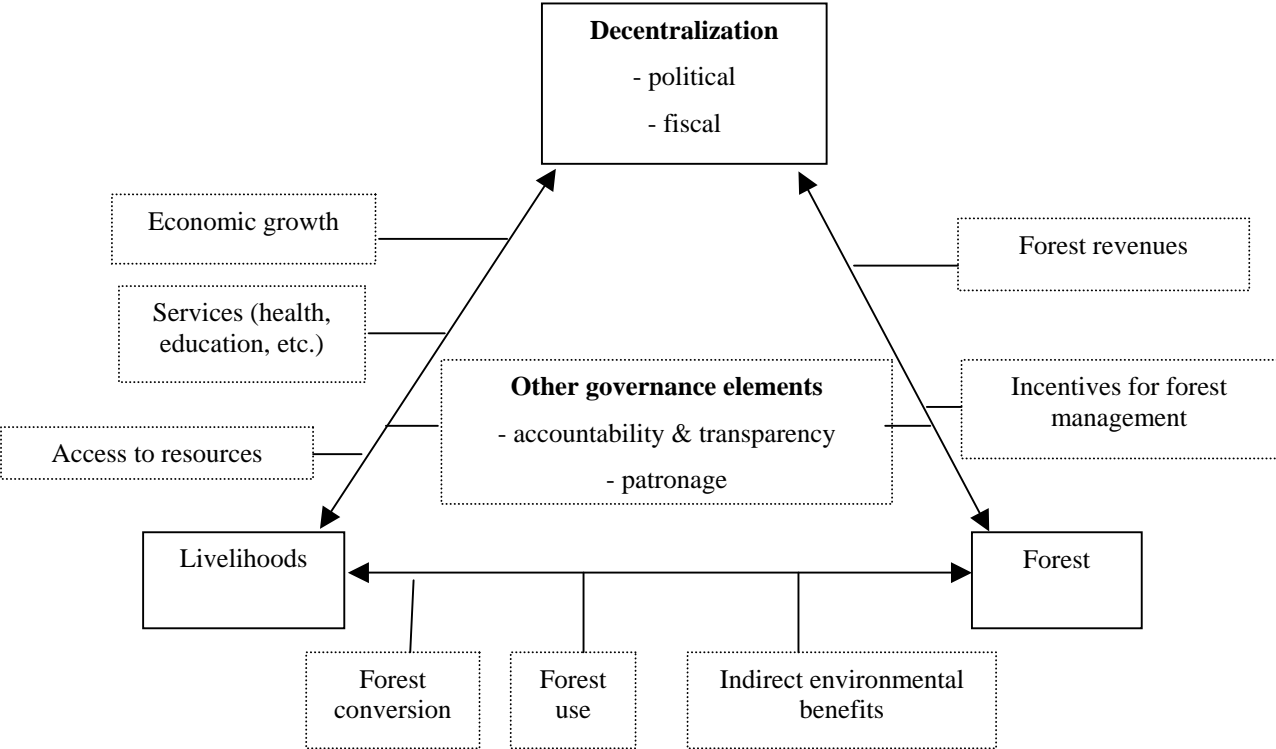 Decentralization
- political
- fiscal
Economic growth
Forest revenues
Services (health,
education, etc.)
Other governance elements
- accountability & transparency
- patronage
Incentives for forest
management
Access to resources
Livelihoods
Forest
Forest
conversion
Forest
use
Indirect environmental
benefits